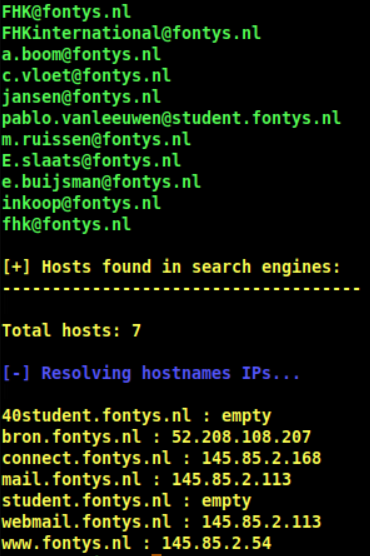 FHK@fontys.nl
FHKinternational@fontys.nl
a.boom@fontys.nl
c.vloet@fontys.nl
jansen@fontys.nl
pablo.vanleeuwen@student.fontys.nl
m.ruissen@fontys.nl
E.slaats@fontys.nl
e.buijsman@fontys.nl
inkoop@fontys.nl
fhk@fontys.nl
[+] Hosts found in search engines:
------------------------------------
Total hosts: 7
[-] Resolving hostnames IPs...
40student.fontys.nl : empty
bron.fontys.nl : 52.208.108.207
connect.fontys.nl : 145.85.2.168
mail.fontys.nl : 145.85.2.113
student.fontys.nl : empty
webmail.fontys.nl : 145.85.2.113
www.fontys.nl : 145.85.2.54